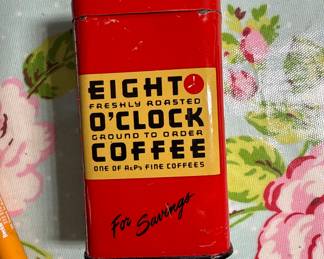 EIGHT
FRESHLY ROASTED
O'CLOCK
GROUND TO ORDER
COFFEE
ONE OF A&P'S FINE COFFEES
For Savings